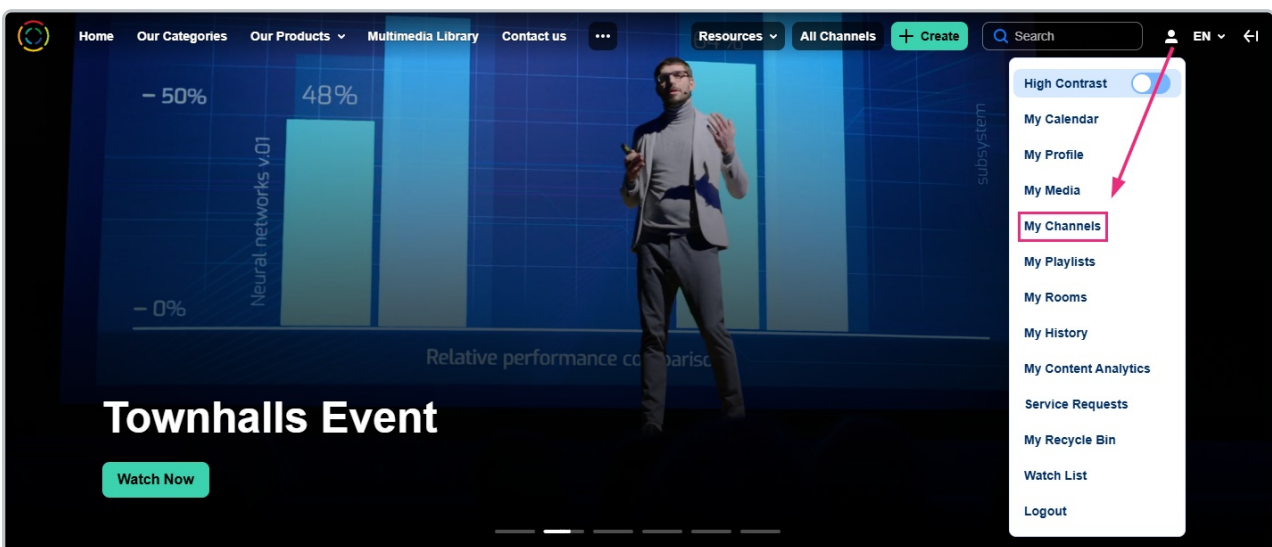 Home Our Categories Our Products Multimedia Library Contact us ••• Resources All Channels + Create Search EN
High Contrast
My Calendar
My Profile
My Media
My Channels
My Playlists
My Rooms
My History
My Content Analytics
Service Requests
My Recycle Bin
Watch List
Logout
– 50%
48%
Neural networks v.01
subsystem
– 0%
Relative performance
Townhalls Event
Watch Now